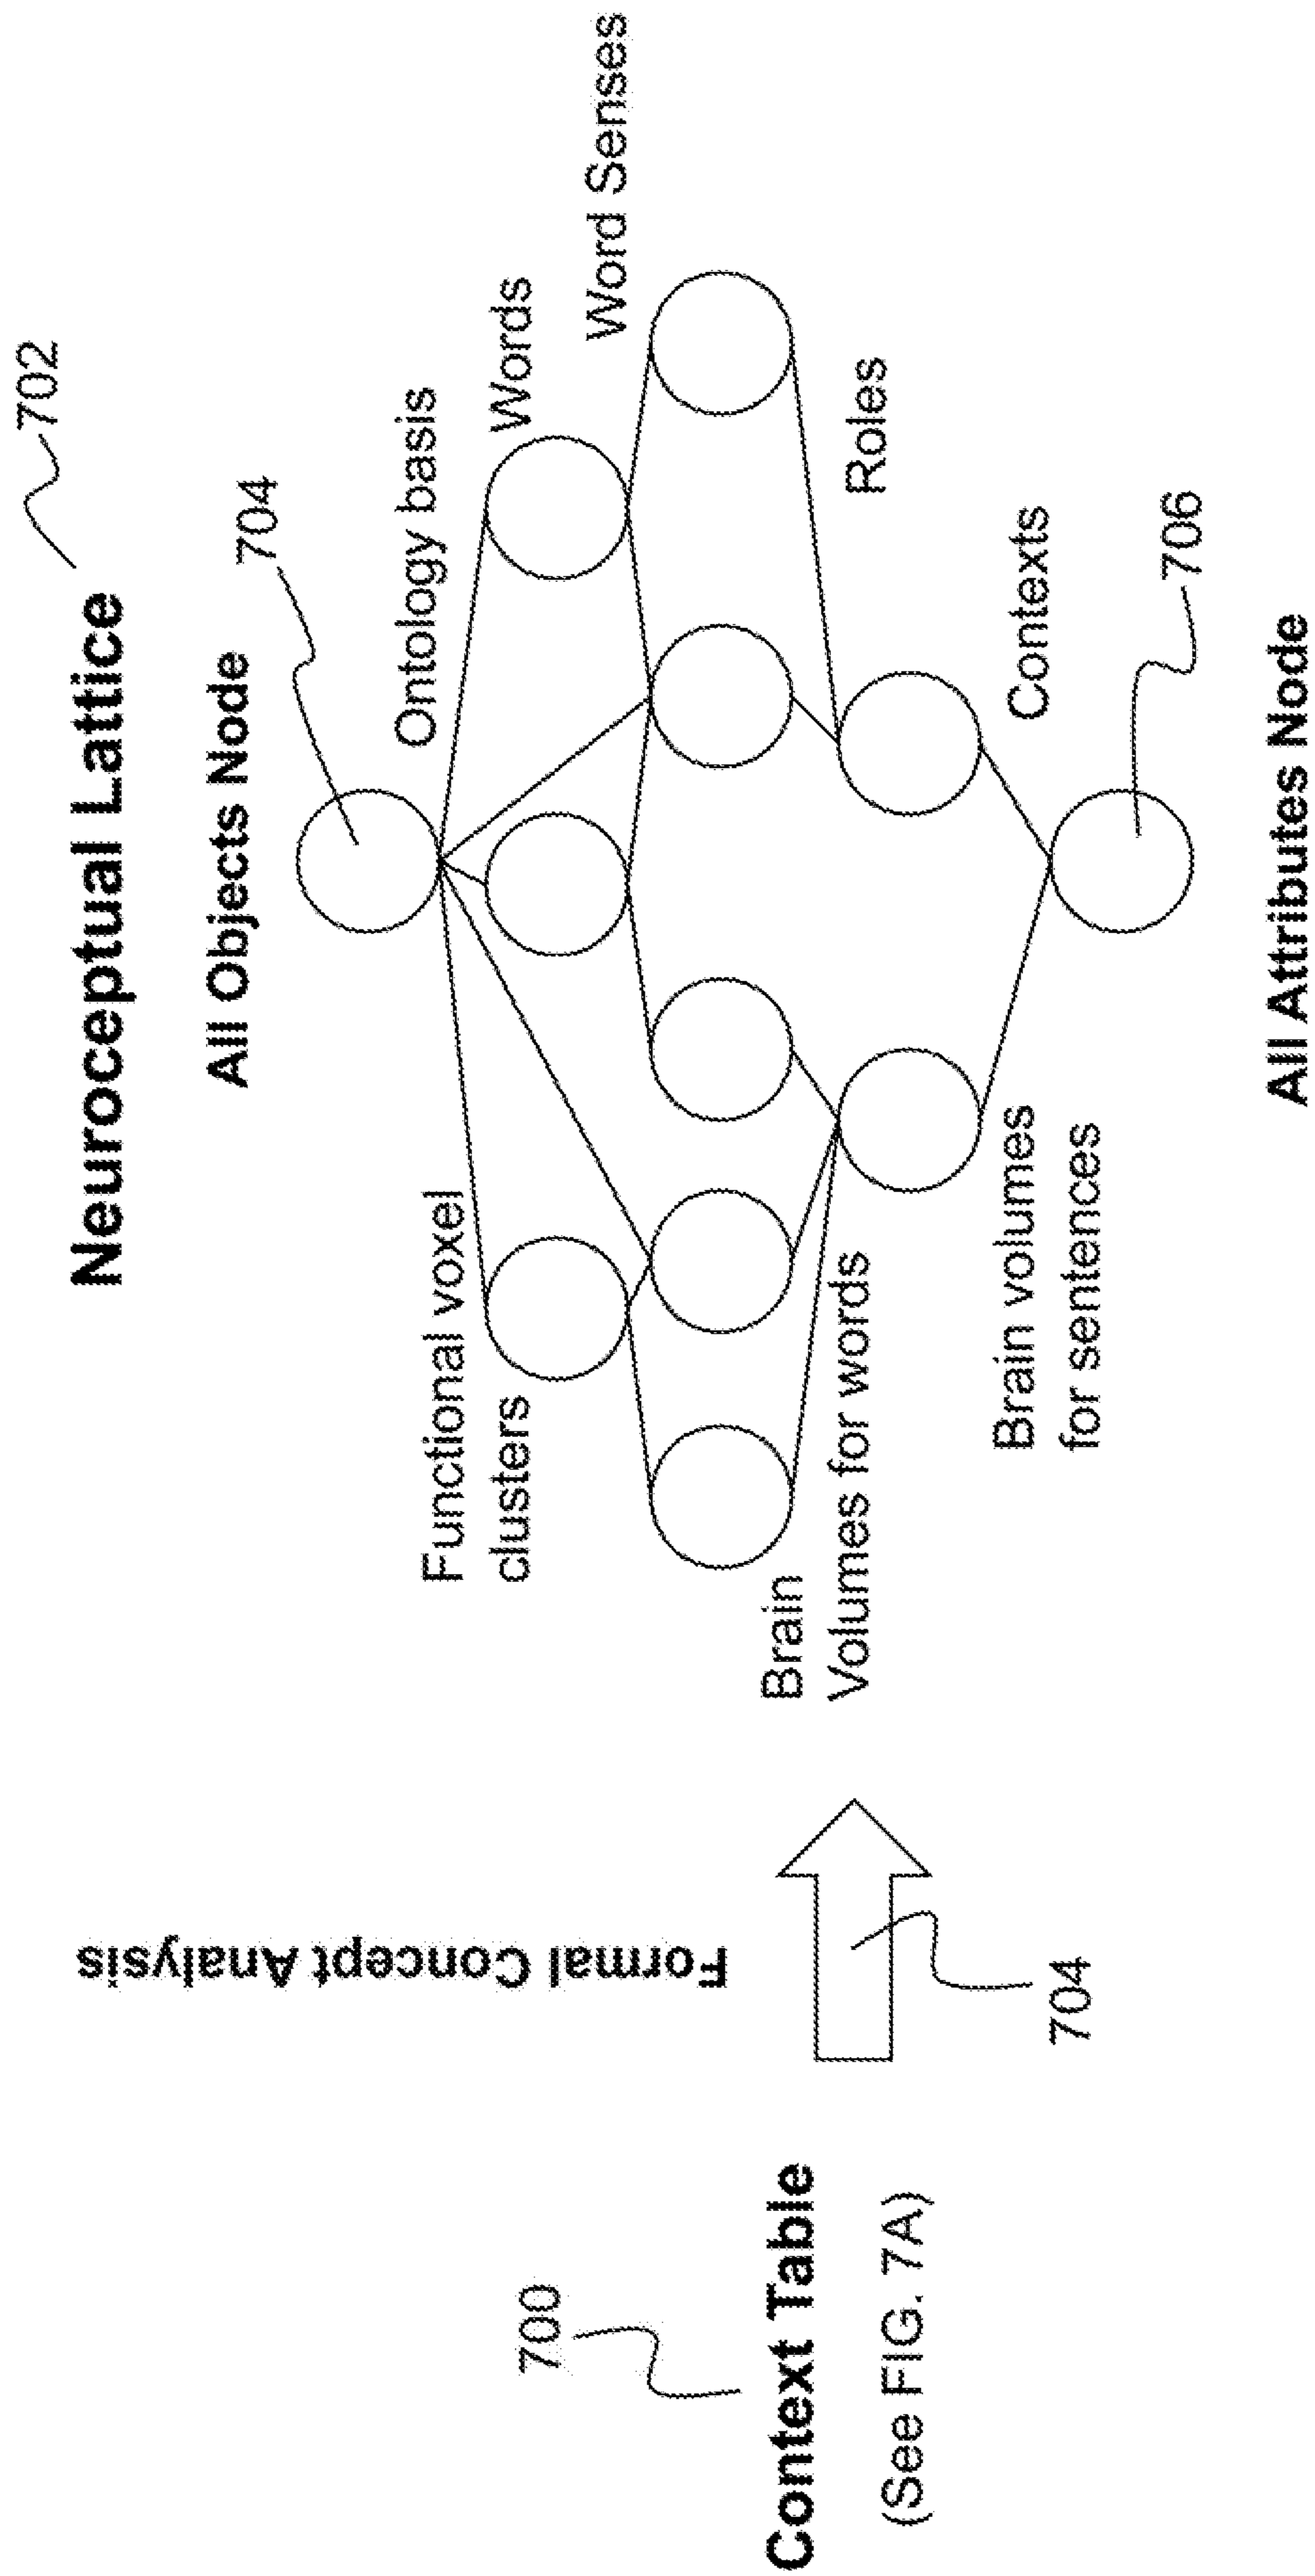 Neuroceptual Lattice
702
All Objects Node
704
Ontology basis
Functional voxel
clusters
Words
Word Senses
Brain
Volumes for words
Roles
Brain volumes
for sentences
Contexts
706
All Attributes Node
Formal Concept Analysis
704
700
Context Table
(See FIG. 7A)